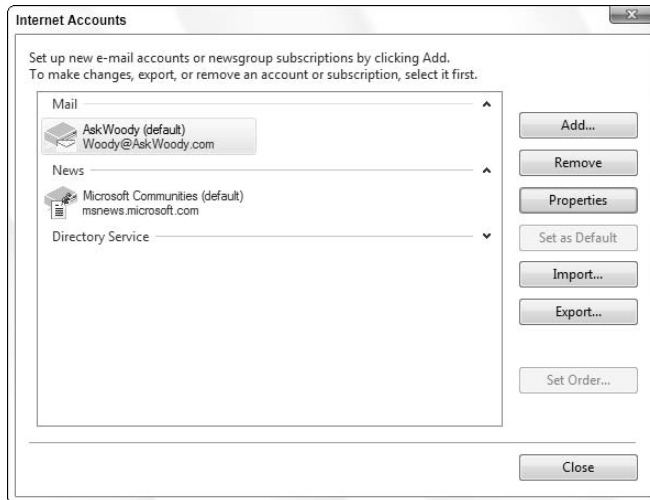 Internet Accounts
Set up new e-mail accounts or newsgroup subscriptions by clicking Add.
To make changes, export, or remove an account or subscription, select it first.
Mail
AskWoody (default)
Woody@AskWoody.com
News
Microsoft Communities (default)
msnews.microsoft.com
Directory Service
Add...
Remove
Properties
Set as Default
Import...
Export...
Set Order...
Close